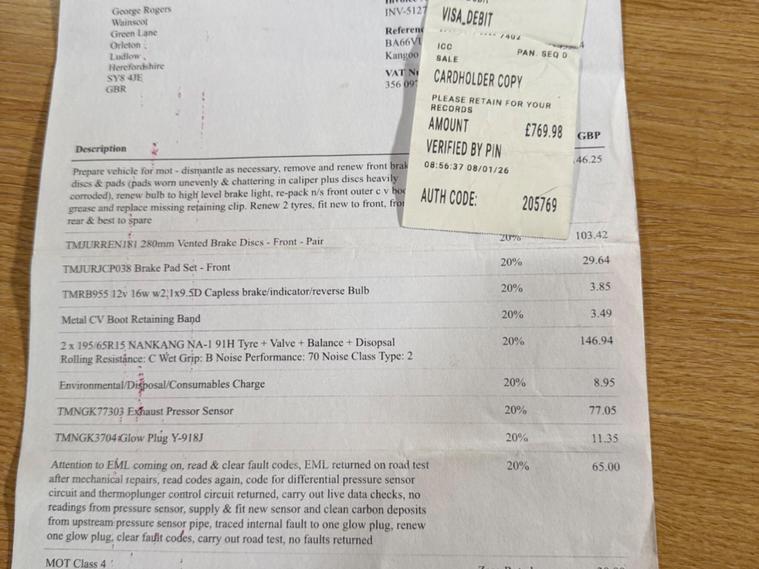 George Rogers
Wainscot
Green Lane
Orleton
Ludlow
Herefordshire
SY8 4JE
GBR
INV-5127
BA66V
Kangoo
VAT
356 09
VISA DEBIT
ICC
PAN. SEQ 0
SALE
CARDHOLDER COPY
PLEASE RETAIN FOR YOUR
RECORDS
AMOUNT £769.98
VERIFIED BY PIN
08:56:37 08/01/26
AUTH CODE: 205769
Description GBP
Prepare vehicle for mot - dismantle as necessary, remove and renew front 46.25
discs & pads (pads worn unevenly & chattering in caliper plus discs heavily
corroded), renew bulb to high level brake light, re-pack n/s front outer c v
grease and replace missing retaining clip. Renew 2 tyres, fit new to front,
rear & best to spare
TMJURREN181 280mm Vented Brake Discs - Front - Pair 20% 103.42
TMJURJCP038 Brake Pad Set - Front 20% 29.64
TMRB955 12v 16w w2,1x9.5D Capless brake/indicator/reverse Bulb 20% 3.85
Metal CV Boot Retaining Band 20% 3.49
2 x 195/65R15 NANKANG NA-1 91H Tyre + Valve + Balance + Disopsal 20% 146.94
Rolling Resistance: C Wet Grip: B Noise Performance: 70 Noise Class Type: 2
Environmental/Disposal/Consumables Charge 20% 8.95
TMNGK77303 Exhaust Pressor Sensor 20% 77.05
TMNGK3704 Glow Plug Y-918J 20% 11.35
Attention to EML coming on, read & clear fault codes, EML returned on road test 20% 65.00
after mechanical repairs, read codes again, code for differential pressure sensor
circuit and thermoplunger control circuit returned, carry out live data checks, no
readings from pressure sensor, supply & fit new sensor and clean carbon deposits
from upstream pressure sensor pipe, traced internal fault to one glow plug, renew
one glow plug, clear fault codes, carry out road test, no faults returned
MOT Class 4